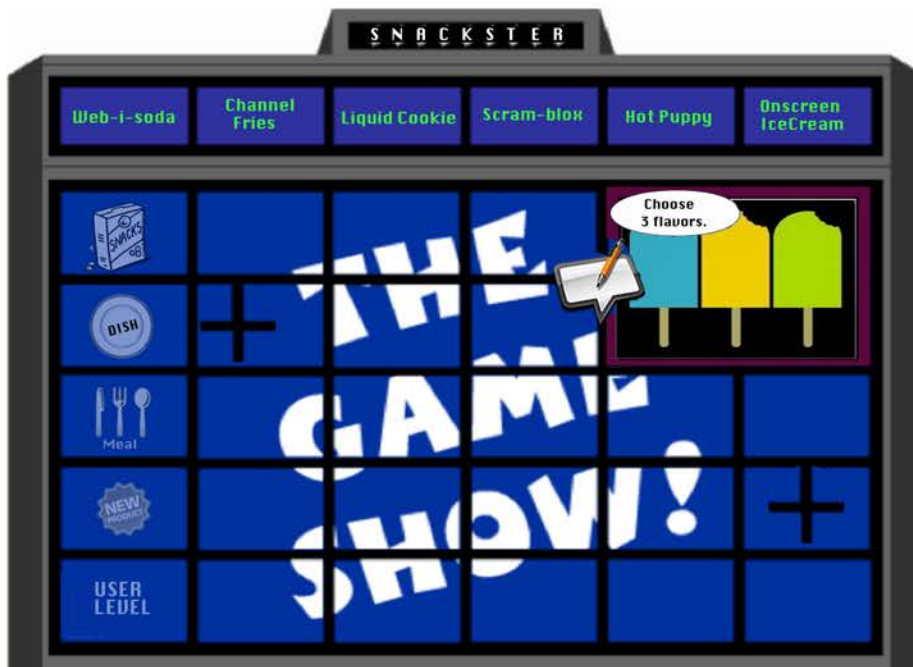 SNACKSTER
Web-i-soda
Channel
Fries
Liquid Cookie
Scram-blox
Hot Puppy
Onscreen
IceCream
SNACKS
Choose
3 flavors.
DISH
Meal
NEW
PRODUCT
USER
LEVEL
THE
GAME
SHOW!